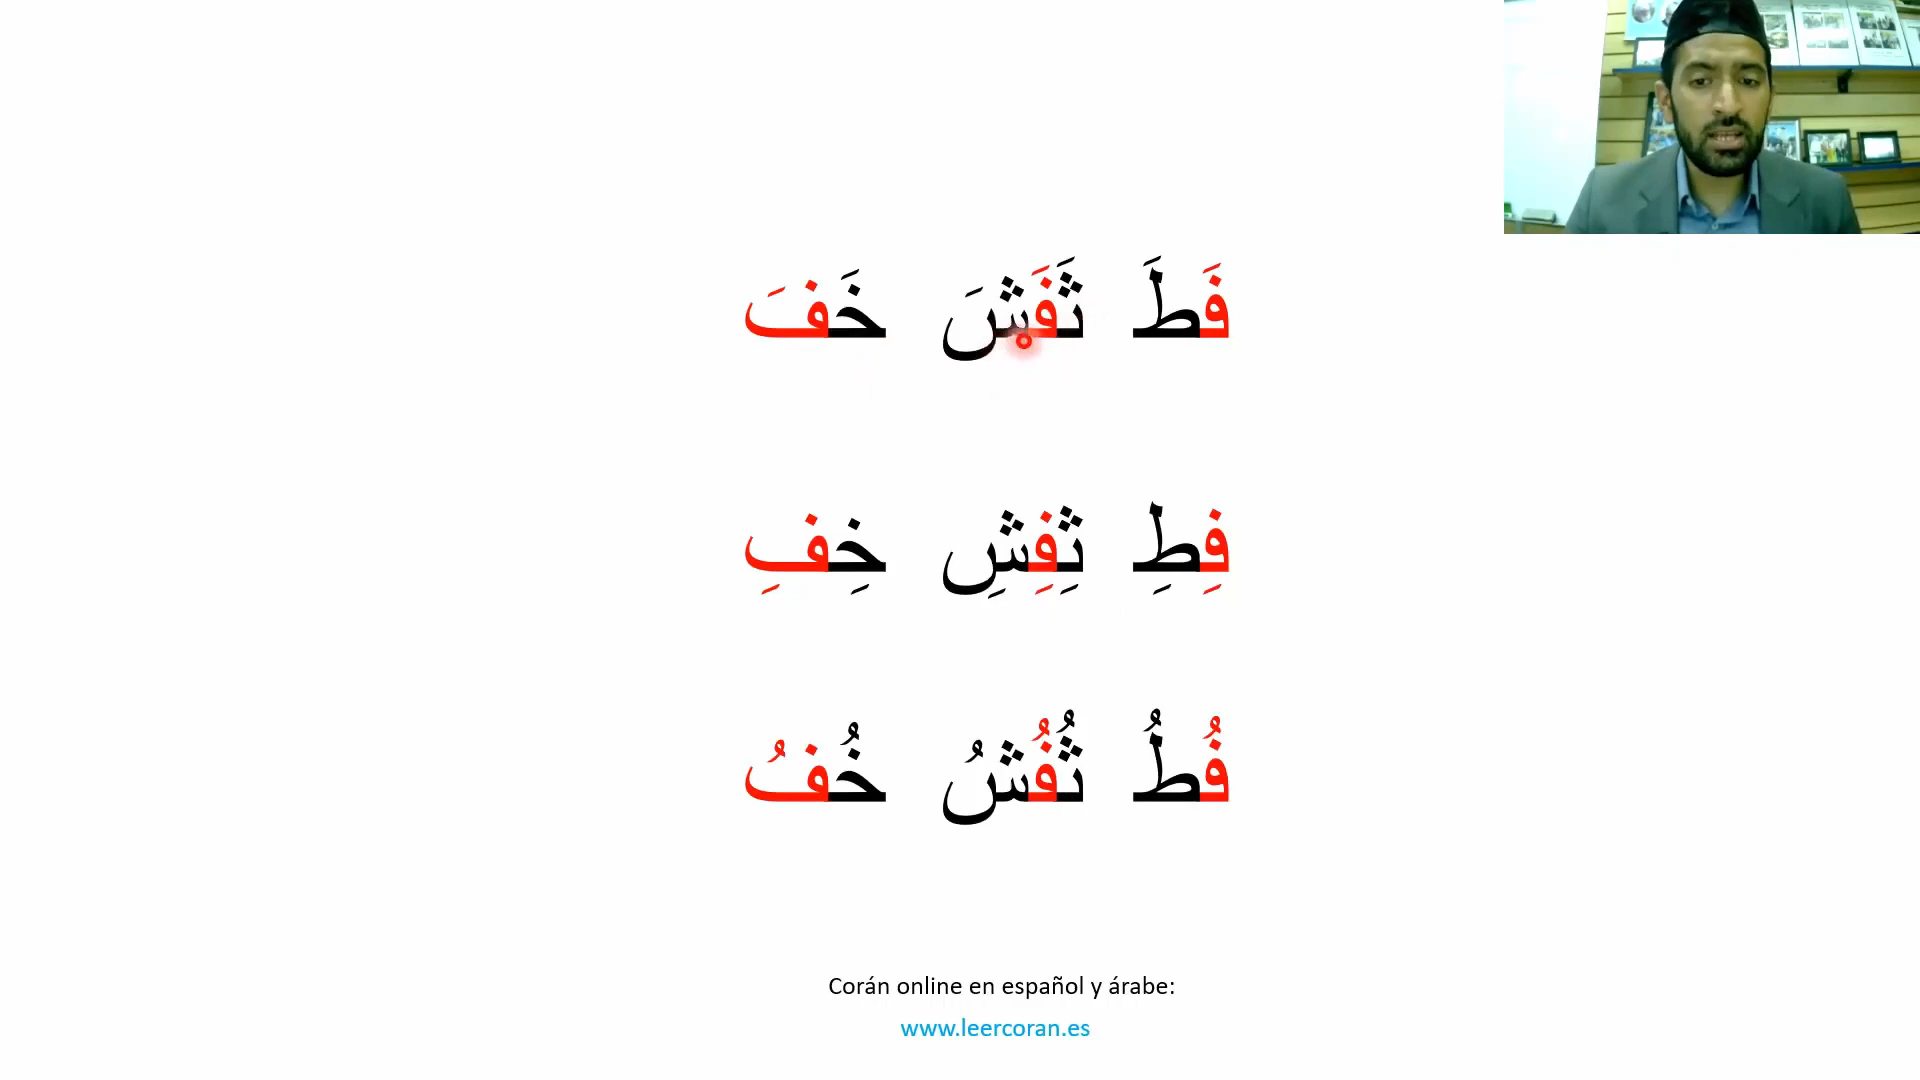 فَطَ ثَفَشَ خَفَ
فِطِ ثِفِشِ خِفِ
فُطُ ثُفُشُ خُفُ
Corán online en español y árabe:
www.leercoran.es